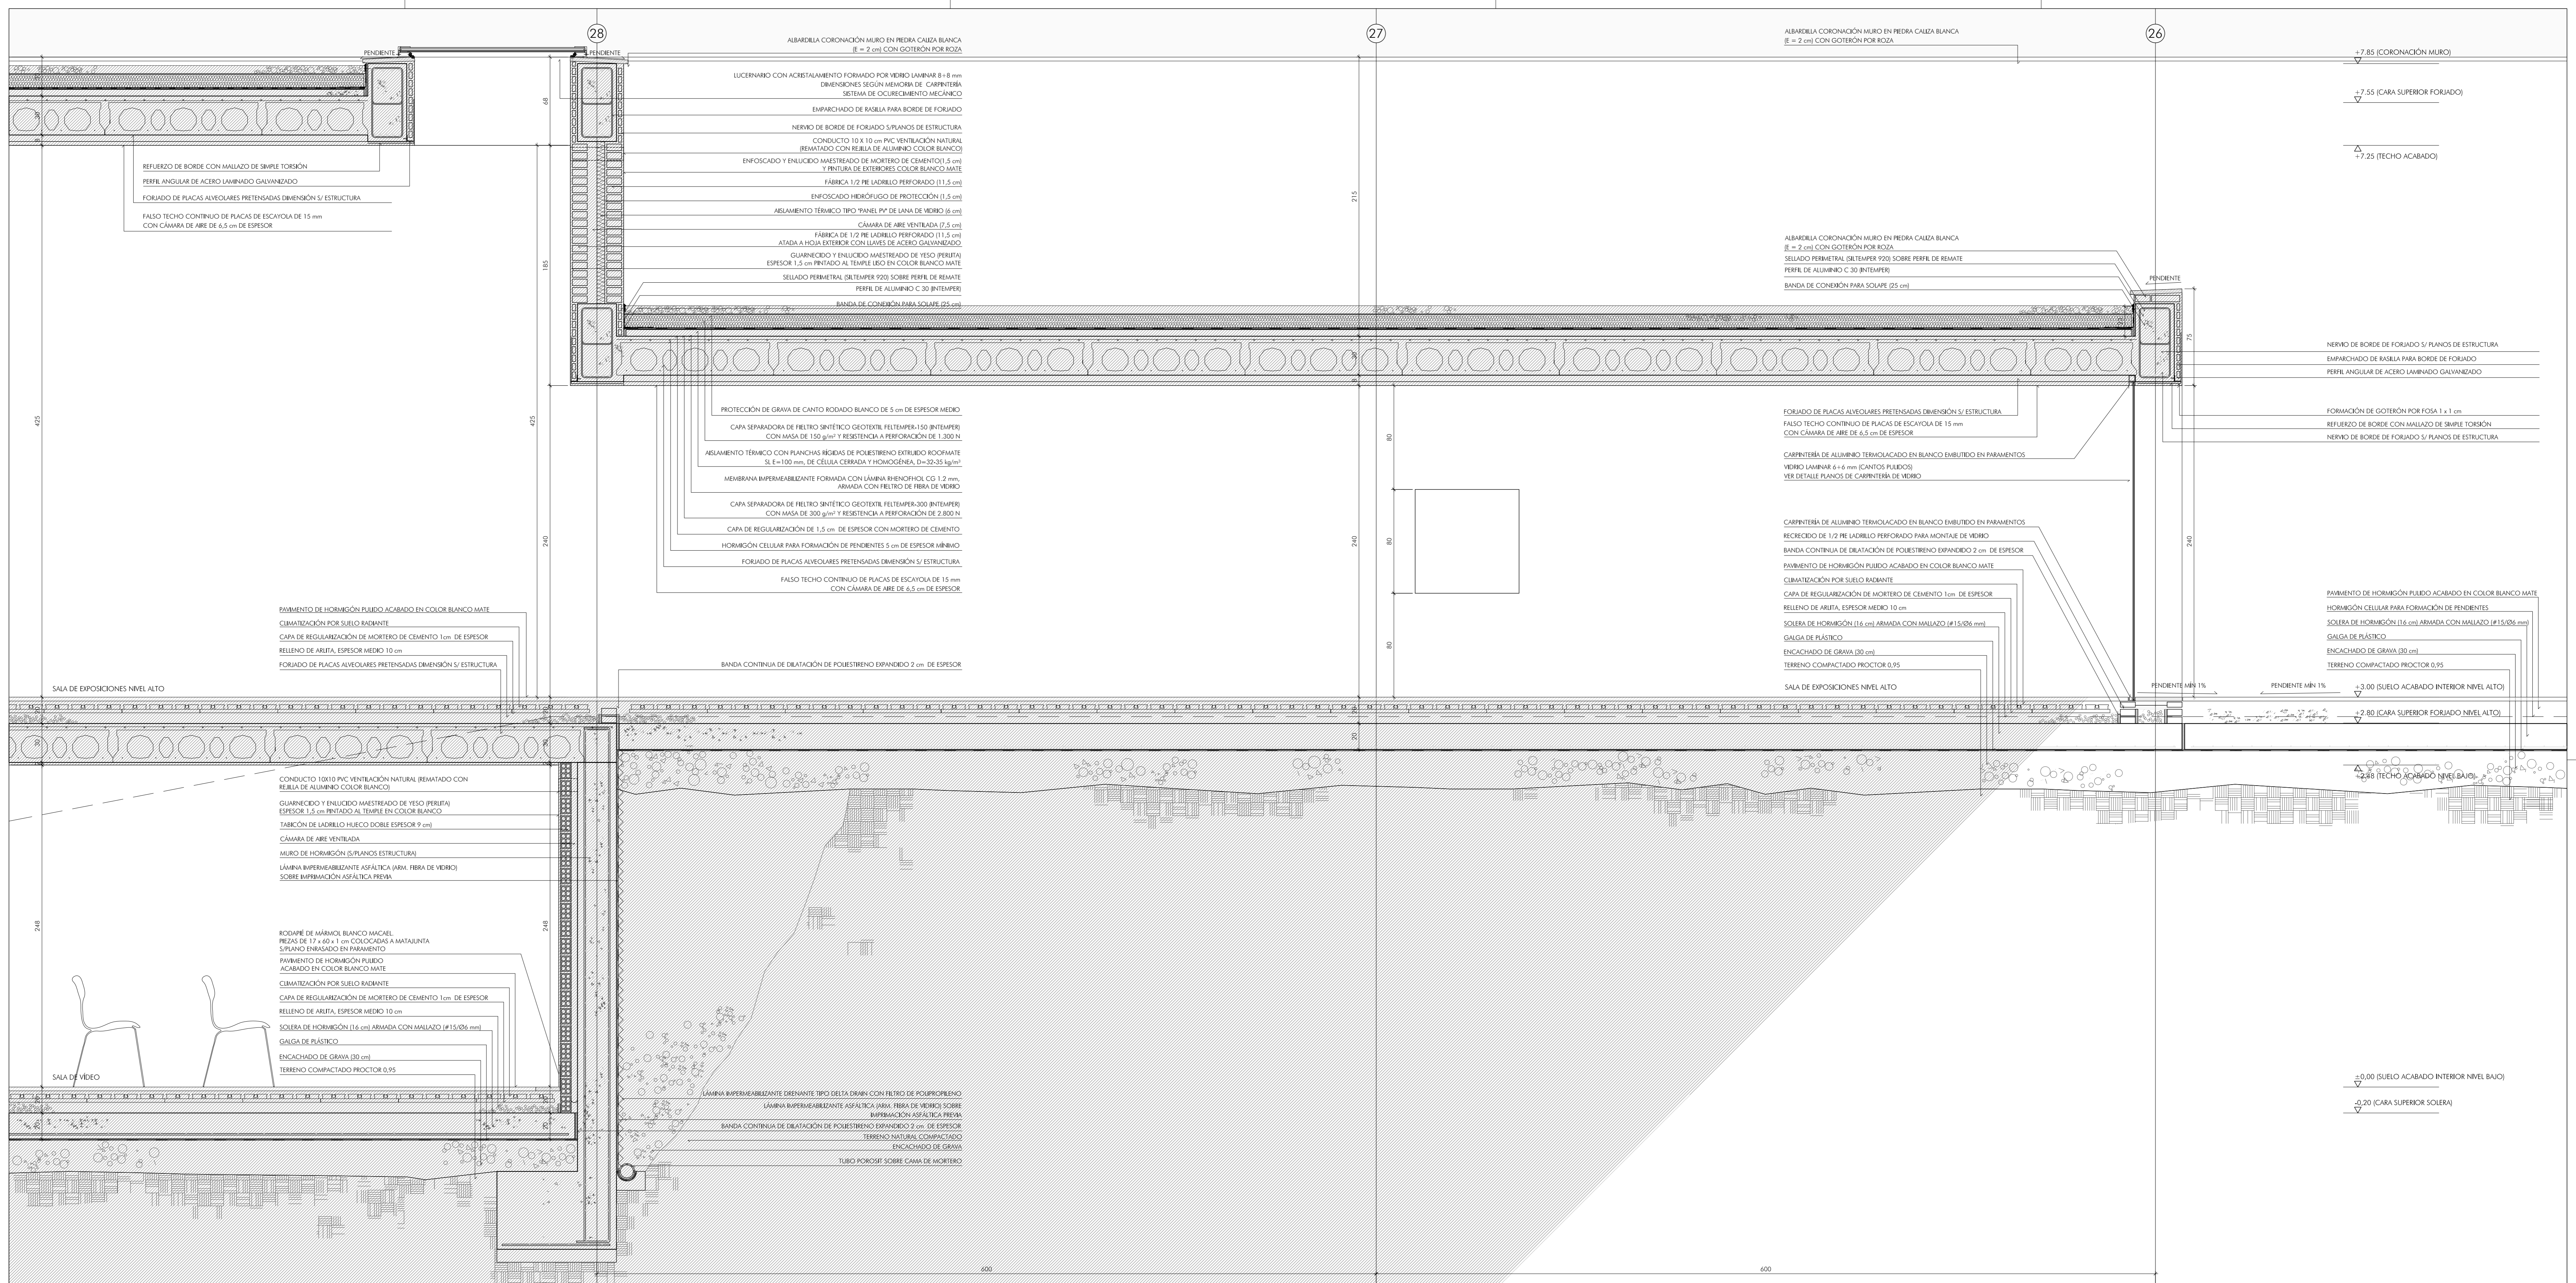 28
27
26
PENDIENTE
PENDIENTE
ALBARDILLA CORONACIÓN MURO EN PIEDRA CALIZA BLANCA
(E = 2 cm) CON GOTERÓN POR ROZA
LUCERNARIO CON ACRISTALAMIENTO FORMADO POR VIDRIO LAMINAR 8+8 mm
DIMENSIONES SEGÚN MEMORIA DE CARPINTERÍA
SISTEMA DE OCURECIMIENTO MECÁNICO
EMPARCHADO DE RASILLA PARA BORDE DE FORJADO
NERVIO DE BORDE DE FORJADO S/PLANOS DE ESTRUCTURA
CONDUCTO 10 X 10 cm PVC VENTILACIÓN NATURAL
(REMATADO CON REJILLA DE ALUMINIO COLOR BLANCO)
ENFOSCADO Y ENLUCIDO MAESTREADO DE MORTERO DE CEMENTO(1,5 cm)
Y PINTURA DE EXTERIORES COLOR BLANCO MATE
FÁBRICA 1/2 PIE LADRILLO PERFORADO (11,5 cm)
ENFOSCADO HIDRÓFUGO DE PROTECCIÓN (1,5 cm)
AISLAMIENTO TÉRMICO TIPO "PANEL PV" DE LANA DE VIDRIO (6 cm)
CÁMARA DE AIRE VENTILADA (7,5 cm)
FÁBRICA DE 1/2 PIE LADRILLO PERFORADO (11,5 cm)
ATADA A HOJA EXTERIOR CON LLAVES DE ACERO GALVANIZADO
GUARNECIDO Y ENLUCIDO MAESTREADO DE YESO (PERLITA)
ESPESOR 1,5 cm PINTADO AL TEMPLE LISO EN COLOR BLANCO MATE
SELLADO PERIMETRAL (SILTEMPER 920) SOBRE PERFIL DE REMATE
PERFIL DE ALUMINIO C 30 (INTEMPER)
BANDA DE CONEXIÓN PARA SOLAPE (25 cm)
REFUERZO DE BORDE CON MALLAZO DE SIMPLE TORSIÓN
PERFIL ANGULAR DE ACERO LAMINADO GALVANIZADO
FORJADO DE PLACAS ALVEOLARES PRETENSADAS DIMENSIÓN S/ ESTRUCTURA
FALSO TECHO CONTINUO DE PLACAS DE ESCAYOLA DE 15 mm
CON CÁMARA DE AIRE DE 6,5 cm DE ESPESOR
ALBARDILLA CORONACIÓN MURO EN PIEDRA CALIZA BLANCA
(E = 2 cm) CON GOTERÓN POR ROZA
+7.85 (CORONACIÓN MURO)
+7.55 (CARA SUPERIOR FORJADO)
+7.25 (TECHO ACABADO)
ALBARDILLA CORONACIÓN MURO EN PIEDRA CALIZA BLANCA
(E = 2 cm) CON GOTERÓN POR ROZA
SELLADO PERIMETRAL (SILTEMPER 920) SOBRE PERFIL DE REMATE
PERFIL DE ALUMINIO C 30 (INTEMPER)
BANDA DE CONEXIÓN PARA SOLAPE (25 cm)
PENDIENTE
NERVIO DE BORDE DE FORJADO S/ PLANOS DE ESTRUCTURA
EMPARCHADO DE RASILLA PARA BORDE DE FORJADO
PERFIL ANGULAR DE ACERO LAMINADO GALVANIZADO
FORMACIÓN DE GOTERÓN POR FOSA 1 x 1 cm
REFUERZO DE BORDE CON MALLAZO DE SIMPLE TORSIÓN
NERVIO DE BORDE DE FORJADO S/ PLANOS DE ESTRUCTURA
PROTECCIÓN DE GRAVA DE CANTO RODADO BLANCO DE 5 cm DE ESPESOR MEDIO
CAPA SEPARADORA DE FIELTRO SINTÉTICO GEOTEXTIL FELTEMPER-150 (INTEMPER)
CON MASA DE 150 g/m² Y RESISTENCIA A PERFORACIÓN DE 1.300 N
AISLAMIENTO TÉRMICO CON PLANCHAS RÍGIDAS DE POLIESTIRENO EXTRUIDO ROOFMATE
SL E=100 mm, DE CÉLULA CERRADA Y HOMOGÉNEA, D=32-35 kg/m³
MEMBRANA IMPERMEABILIZANTE FORMADA CON LÁMINA RHENOFHOL CG 1.2 mm,
ARMADA CON FIELTRO DE FIBRA DE VIDRIO
CAPA SEPARADORA DE FIELTRO SINTÉTICO GEOTEXTIL FELTEMPER-300 (INTEMPER)
CON MASA DE 300 g/m² Y RESISTENCIA A PERFORACIÓN DE 2.800 N
CAPA DE REGULARIZACIÓN DE 1,5 cm DE ESPESOR CON MORTERO DE CEMENTO
HORMIGÓN CELULAR PARA FORMACIÓN DE PENDIENTES 5 cm DE ESPESOR MÍNIMO
FORJADO DE PLACAS ALVEOLARES PRETENSADAS DIMENSIÓN S/ ESTRUCTURA
FALSO TECHO CONTINUO DE PLACAS DE ESCAYOLA DE 15 mm
CON CÁMARA DE AIRE DE 6,5 cm DE ESPESOR
FORJADO DE PLACAS ALVEOLARES PRETENSADAS DIMENSIÓN S/ ESTRUCTURA
FALSO TECHO CONTINUO DE PLACAS DE ESCAYOLA DE 15 mm
CON CÁMARA DE AIRE DE 6,5 cm DE ESPESOR
CARPINTERÍA DE ALUMINIO TERMOLACADO EN BLANCO EMBUTIDO EN PARAMENTOS
VIDRIO LAMINAR 6+6 mm (CANTOS PULIDOS)
VER DETALLE PLANOS DE CARPINTERÍA DE VIDRIO
CARPINTERÍA DE ALUMINIO TERMOLACADO EN BLANCO EMBUTIDO EN PARAMENTOS
RECRECIDO DE 1/2 PIE LADRILLO PERFORADO PARA MONTAJE DE VIDRIO
BANDA CONTINUA DE DILATACIÓN DE POLIESTIRENO EXPANDIDO 2 cm DE ESPESOR
PAVIMENTO DE HORMIGÓN PULIDO ACABADO EN COLOR BLANCO MATE
CLIMATIZACIÓN POR SUELO RADIANTE
CAPA DE REGULARIZACIÓN DE MORTERO DE CEMENTO 1cm DE ESPESOR
RELLENO DE ARLITA, ESPESOR MEDIO 10 cm
SOLERA DE HORMIGÓN (16 cm) ARMADA CON MALLAZO (#15/Ø6 mm)
GALGA DE PLÁSTICO
ENCACHADO DE GRAVA (30 cm)
TERRENO COMPACTADO PROCTOR 0,95
SALA DE EXPOSICIONES NIVEL ALTO
PAVIMENTO DE HORMIGÓN PULIDO ACABADO EN COLOR BLANCO MATE
HORMIGÓN CELULAR PARA FORMACIÓN DE PENDIENTES
SOLERA DE HORMIGÓN (16 cm) ARMADA CON MALLAZO (#15/Ø6 mm)
GALGA DE PLÁSTICO
ENCACHADO DE GRAVA (30 cm)
TERRENO COMPACTADO PROCTOR 0,95
PENDIENTE MÍN 1%
PENDIENTE MÍN 1%
+3.00 (SUELO ACABADO INTERIOR NIVEL ALTO)
+2.80 (CARA SUPERIOR FORJADO NIVEL ALTO)
+2.48 (TECHO ACABADO NIVEL BAJO)
PAVIMENTO DE HORMIGÓN PULIDO ACABADO EN COLOR BLANCO MATE
CLIMATIZACIÓN POR SUELO RADIANTE
CAPA DE REGULARIZACIÓN DE MORTERO DE CEMENTO 1cm DE ESPESOR
RELLENO DE ARLITA, ESPESOR MEDIO 10 cm
FORJADO DE PLACAS ALVEOLARES PRETENSADAS DIMENSIÓN S/ ESTRUCTURA
SALA DE EXPOSICIONES NIVEL ALTO
BANDA CONTINUA DE DILATACIÓN DE POLIESTIRENO EXPANDIDO 2 cm DE ESPESOR
CONDUCTO 10X10 PVC VENTILACIÓN NATURAL (REMATADO CON
REJILLA DE ALUMINIO COLOR BLANCO)
GUARNECIDO Y ENLUCIDO MAESTREADO DE YESO (PERLITA)
ESPESOR 1,5 cm PINTADO AL TEMPLE EN COLOR BLANCO
TABICÓN DE LADRILLO HUECO DOBLE ESPESOR 9 cm)
CÁMARA DE AIRE VENTILADA
MURO DE HORMIGÓN (S/PLANOS ESTRUCTURA)
LÁMINA IMPERMEABILIZANTE ASFÁLTICA (ARM. FIBRA DE VIDRIO)
SOBRE IMPRIMACIÓN ASFÁLTICA PREVIA
RODAPIÉ DE MÁRMOL BLANCO MACAEL.
PIEZAS DE 17 x 60 x 1 cm COLOCADAS A MATAJUNTA
S/PLANO ENRASADO EN PARAMENTO
PAVIMENTO DE HORMIGÓN PULIDO
ACABADO EN COLOR BLANCO MATE
CLIMATIZACIÓN POR SUELO RADIANTE
CAPA DE REGULARIZACIÓN DE MORTERO DE CEMENTO 1cm DE ESPESOR
RELLENO DE ARLITA, ESPESOR MEDIO 10 cm
SOLERA DE HORMIGÓN (16 cm) ARMADA CON MALLAZO (#15/Ø6 mm)
GALGA DE PLÁSTICO
ENCACHADO DE GRAVA (30 cm)
TERRENO COMPACTADO PROCTOR 0,95
SALA DE VÍDEO
LÁMINA IMPERMEABILIZANTE DRENANTE TIPO DELTA DRAIN CON FILTRO DE POLIPROPILENO
LÁMINA IMPERMEABILIZANTE ASFÁLTICA (ARM. FIBRA DE VIDRIO) SOBRE
IMPRIMACIÓN ASFÁLTICA PREVIA
BANDA CONTINUA DE DILATACIÓN DE POLIESTIRENO EXPANDIDO 2 cm DE ESPESOR
TERRENO NATURAL COMPACTADO
ENCACHADO DE GRAVA
TUBO POROSIT SOBRE CAMA DE MORTERO
±0,00 (SUELO ACABADO INTERIOR NIVEL BAJO)
-0,20 (CARA SUPERIOR SOLERA)
68
185
215
425
425
240
240
240
75
80
80
80
30
8
30
8
20
30
20
30
20
20
248
248
20
20
20
20
600
600